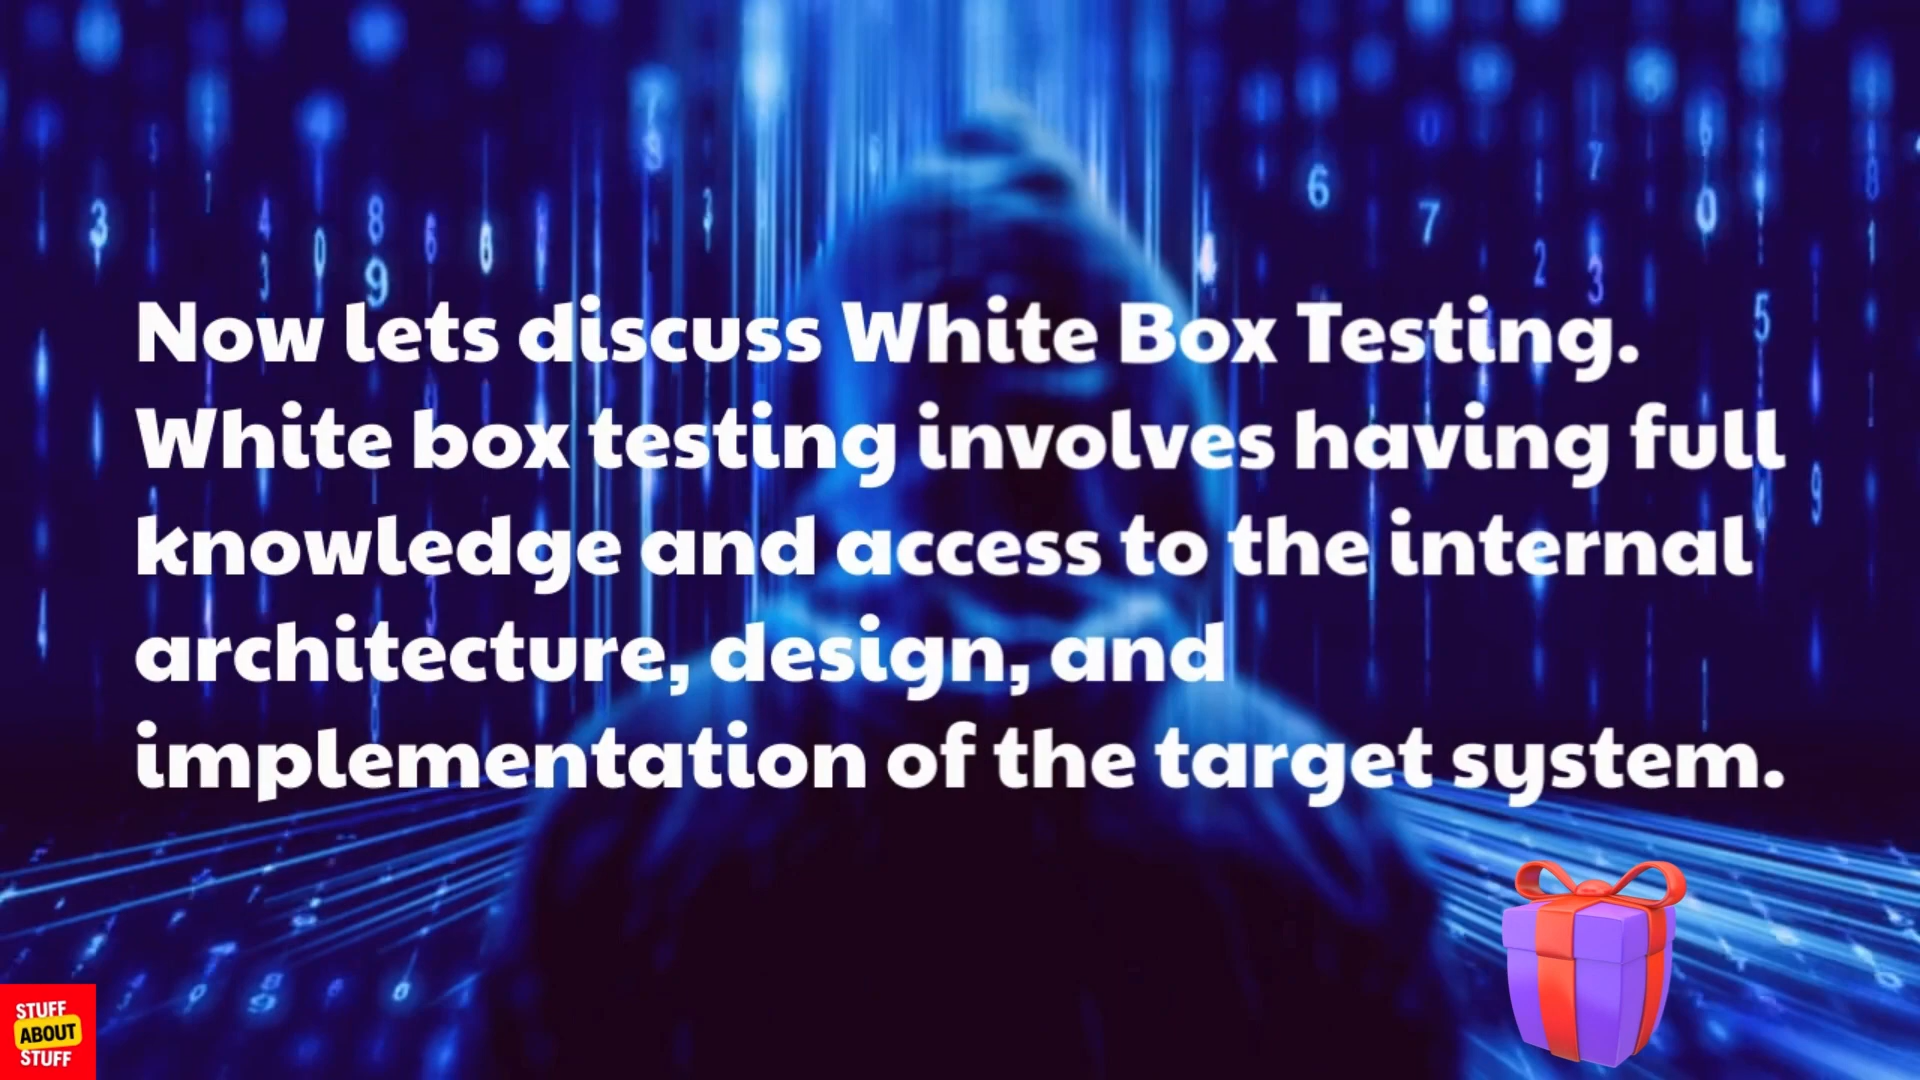 Now lets discuss White Box Testing.
White box testing involves having full
knowledge and access to the internal
architecture, design, and
implementation of the target system.
STUFF
ABOUT
STUFF